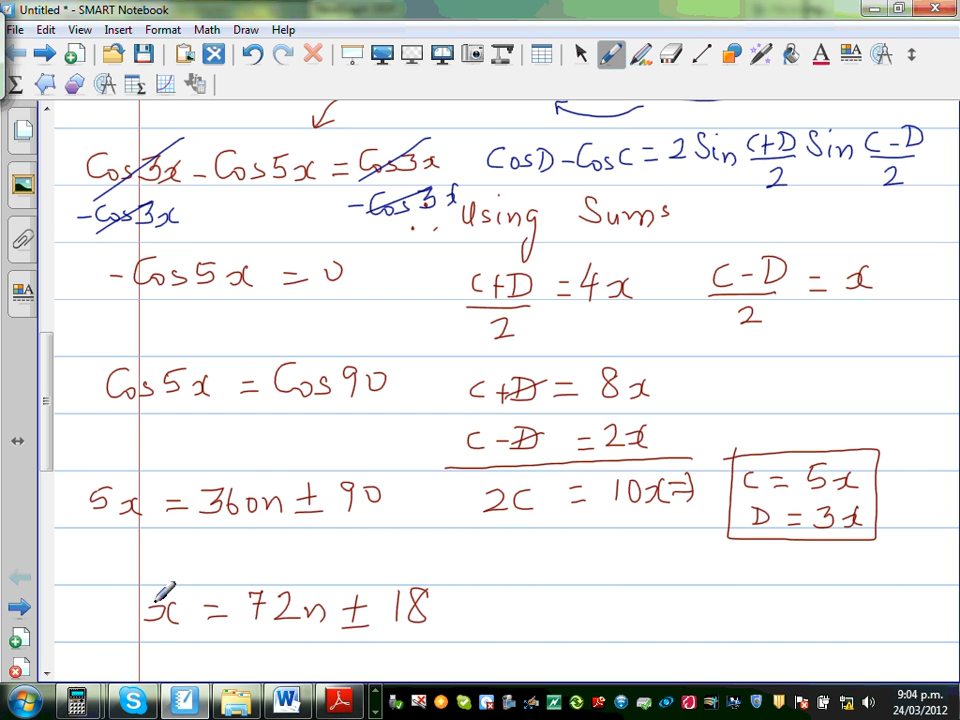 Untitled * - SMART Notebook
File Edit View Insert Format Math Draw Help
Cos3x - Cos5x = Cos3x
-Cos3x -Cos3x
CosD - CosC = 2 Sin C+D/2 Sin C-D/2
∴ Using Sums
-Cos5x = 0
C+D/2 = 4x C-D/2 = x
Cos5x = Cos90
C+D = 8x
C-D = 2x
5x = 360n ± 90
2C = 10x ⇒
C = 5x
D = 3x
x = 72n ± 18
9:04 p.m.
24/03/2012